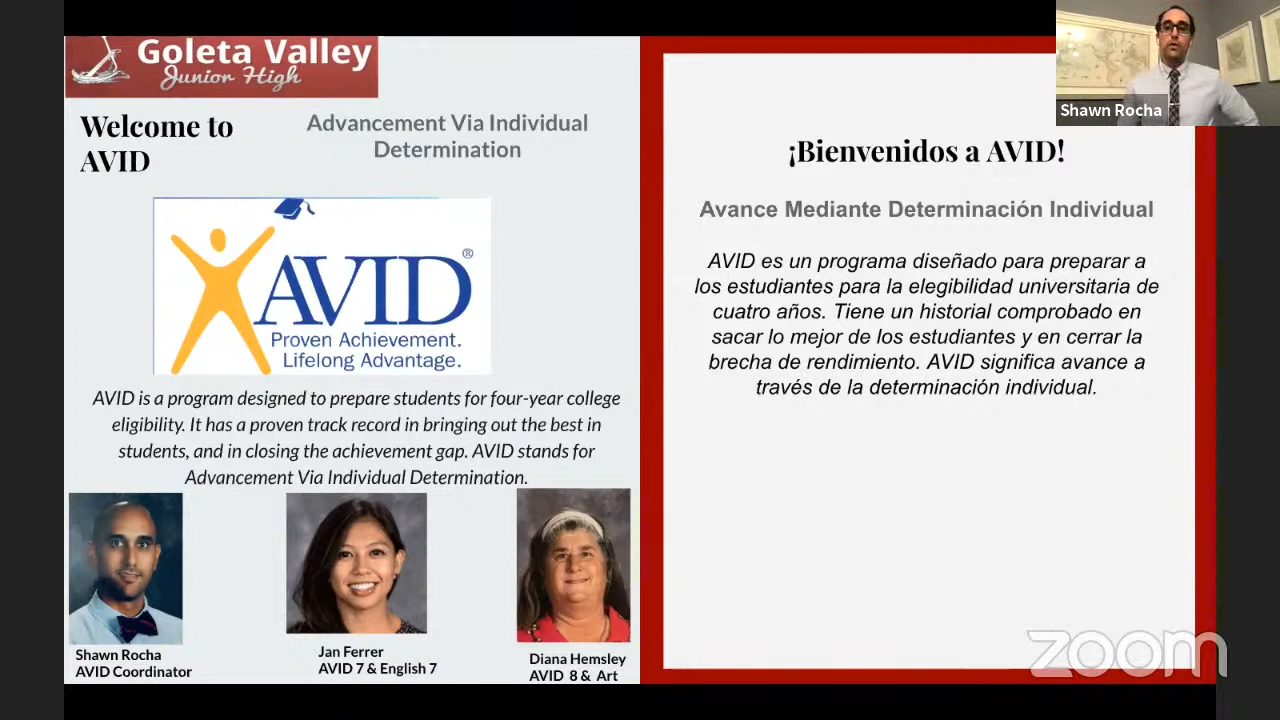 Goleta Valley
Junior High
Welcome to
AVID
Advancement Via Individual
Determination
AVID®
Proven Achievement.
Lifelong Advantage.
AVID is a program designed to prepare students for four-year college
eligibility. It has a proven track record in bringing out the best in
students, and in closing the achievement gap. AVID stands for
Advancement Via Individual Determination.
Shawn Rocha
AVID Coordinator
Jan Ferrer
AVID 7 & English 7
Diana Hemsley
AVID 8 & Art
¡Bienvenidos a AVID!
Avance Mediante Determinación Individual
AVID es un programa diseñado para preparar a
los estudiantes para la elegibilidad universitaria de
cuatro años. Tiene un historial comprobado en
sacar lo mejor de los estudiantes y en cerrar la
brecha de rendimiento. AVID significa avance a
través de la determinación individual.
Shawn Rocha
zoom